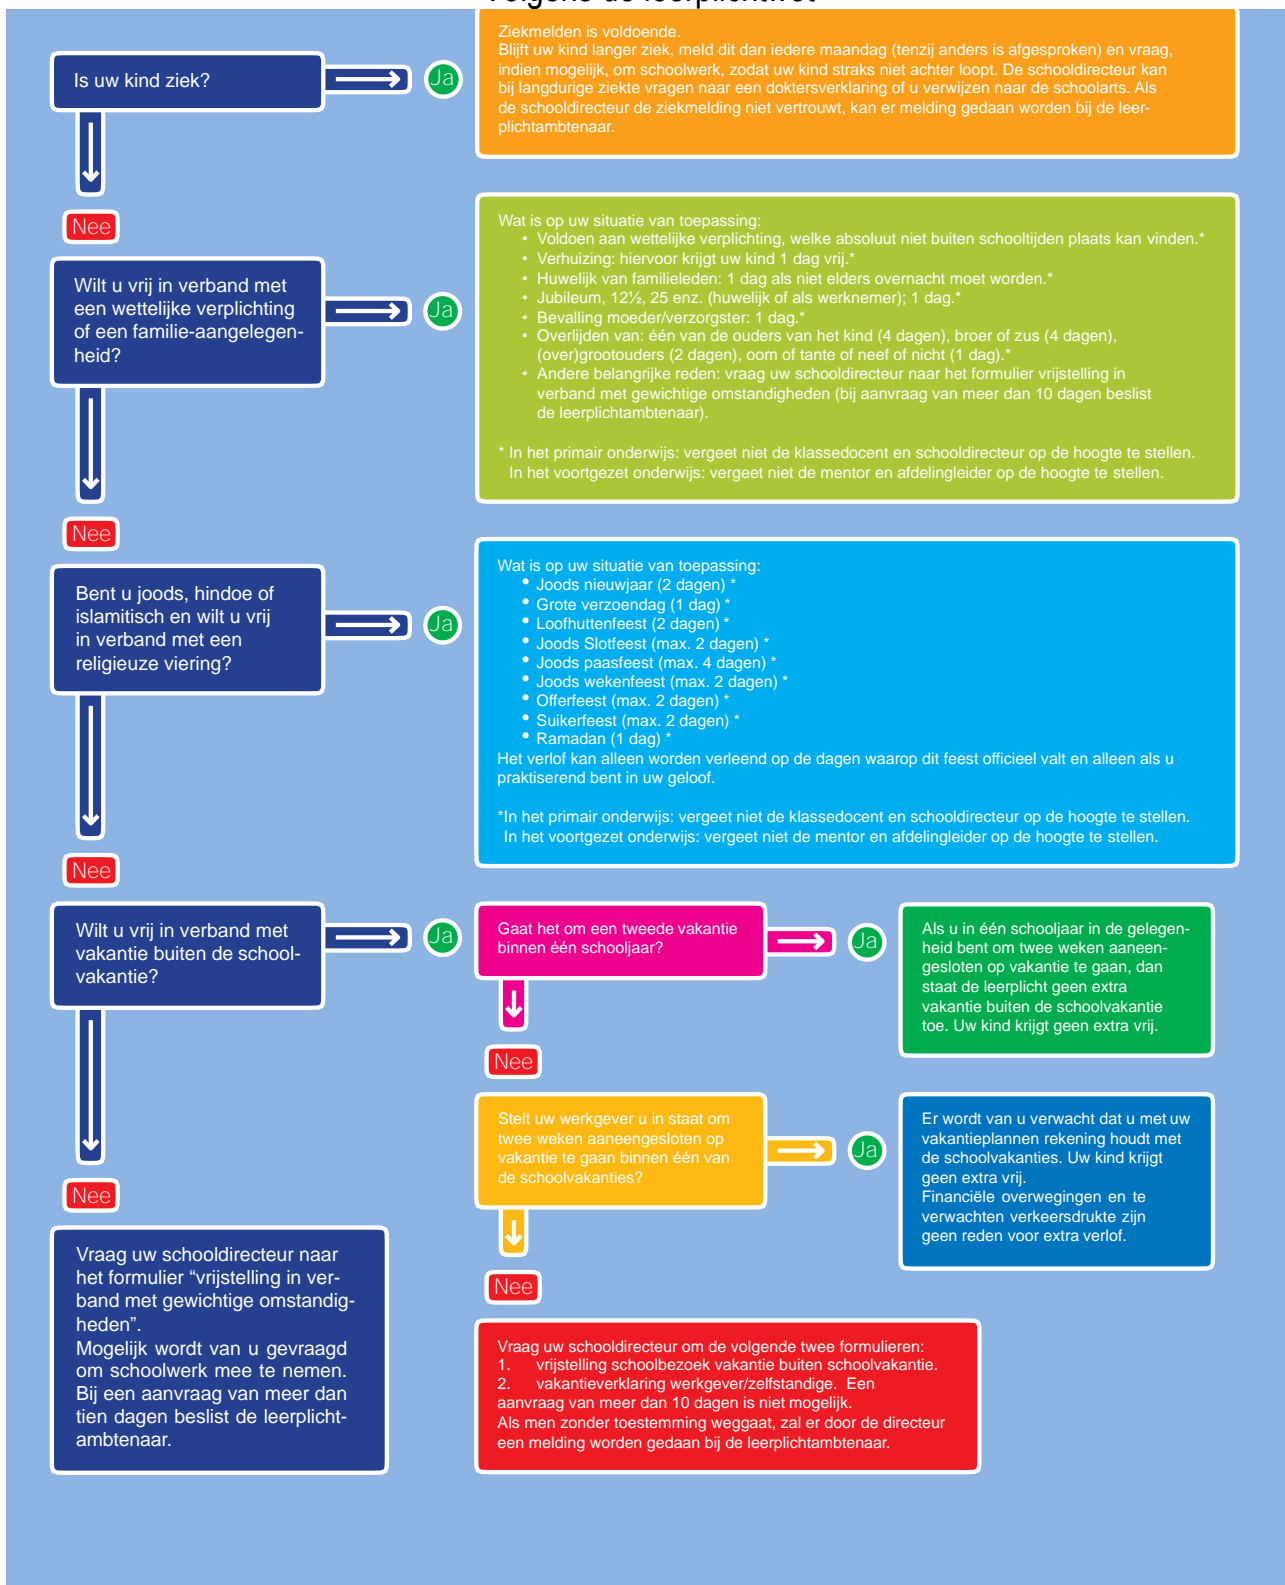 Volgens de leerplichtwet
Is uw kind ziek?
Ja
Ziekmelden is voldoende.
Blijft uw kind langer ziek, meld dit dan iedere maandag (tenzij anders is afgesproken) en vraag,
indien mogelijk, om schoolwerk, zodat uw kind straks niet achter loopt. De schooldirecteur kan
bij langdurige ziekte vragen naar een doktersverklaring of u verwijzen naar de schoolarts. Als
de schooldirecteur de ziekmelding niet vertrouwt, kan er melding gedaan worden bij de leer-
plichtambtenaar.
Nee
Wilt u vrij in verband met
een wettelijke verplichting
of een familie-aangelegen-
heid?
Ja
Wat is op uw situatie van toepassing:
• Voldoen aan wettelijke verplichting, welke absoluut niet buiten schooltijden plaats kan vinden.*
• Verhuizing: hiervoor krijgt uw kind 1 dag vrij.*
• Huwelijk van familieleden: 1 dag als niet elders overnacht moet worden.*
• Jubileum, 12½, 25 enz. (huwelijk of als werknemer); 1 dag.*
• Bevalling moeder/verzorgster: 1 dag.*
• Overlijden van: één van de ouders van het kind (4 dagen), broer of zus (4 dagen),
(over)grootouders (2 dagen), oom of tante of neef of nicht (1 dag).*
• Andere belangrijke reden: vraag uw schooldirecteur naar het formulier vrijstelling in
verband met gewichtige omstandigheden (bij aanvraag van meer dan 10 dagen beslist
de leerplichtambtenaar).
* In het primair onderwijs: vergeet niet de klassedocent en schooldirecteur op de hoogte te stellen.
In het voortgezet onderwijs: vergeet niet de mentor en afdelingleider op de hoogte te stellen.
Nee
Bent u joods, hindoe of
islamitisch en wilt u vrij
in verband met een
religieuze viering?
Ja
Wat is op uw situatie van toepassing:
• Joods nieuwjaar (2 dagen) *
• Grote verzoendag (1 dag) *
• Loofhuttenfeest (2 dagen) *
• Joods Slotfeest (max. 2 dagen) *
• Joods paasfeest (max. 4 dagen) *
• Joods wekenfeest (max. 2 dagen) *
• Offerfeest (max. 2 dagen) *
• Suikerfeest (max. 2 dagen) *
• Ramadan (1 dag) *
Het verlof kan alleen worden verleend op de dagen waarop dit feest officieel valt en alleen als u
praktiserend bent in uw geloof.
*In het primair onderwijs: vergeet niet de klassedocent en schooldirecteur op de hoogte te stellen.
In het voortgezet onderwijs: vergeet niet de mentor en afdelingleider op de hoogte te stellen.
Nee
Wilt u vrij in verband met
vakantie buiten de school-
vakantie?
Ja
Gaat het om een tweede vakantie
binnen één schooljaar?
Ja
Als u in één schooljaar in de gelegen-
heid bent om twee weken aaneen-
gesloten op vakantie te gaan, dan
staat de leerplicht geen extra
vakantie buiten de schoolvakantie
toe. Uw kind krijgt geen extra vrij.
Nee
Stelt uw werkgever u in staat om
twee weken aaneengesloten op
vakantie te gaan binnen één van
de schoolvakanties?
Ja
Er wordt van u verwacht dat u met uw
vakantieplannen rekening houdt met
de schoolvakanties. Uw kind krijgt
geen extra vrij.
Financiële overwegingen en te
verwachten verkeersdrukte zijn
geen reden voor extra verlof.
Nee
Vraag uw schooldirecteur naar
het formulier “vrijstelling in ver-
band met gewichtige omstandig-
heden”.
Mogelijk wordt van u gevraagd
om schoolwerk mee te nemen.
Bij een aanvraag van meer dan
tien dagen beslist de leerplicht-
ambtenaar.
Nee
Vraag uw schooldirecteur om de volgende twee formulieren:
1. vrijstelling schoolbezoek vakantie buiten schoolvakantie.
2. vakantieverklaring werkgever/zelfstandige. Een
aanvraag van meer dan 10 dagen is niet mogelijk.
Als men zonder toestemming weggaat, zal er door de directeur
een melding worden gedaan bij de leerplichtambtenaar.